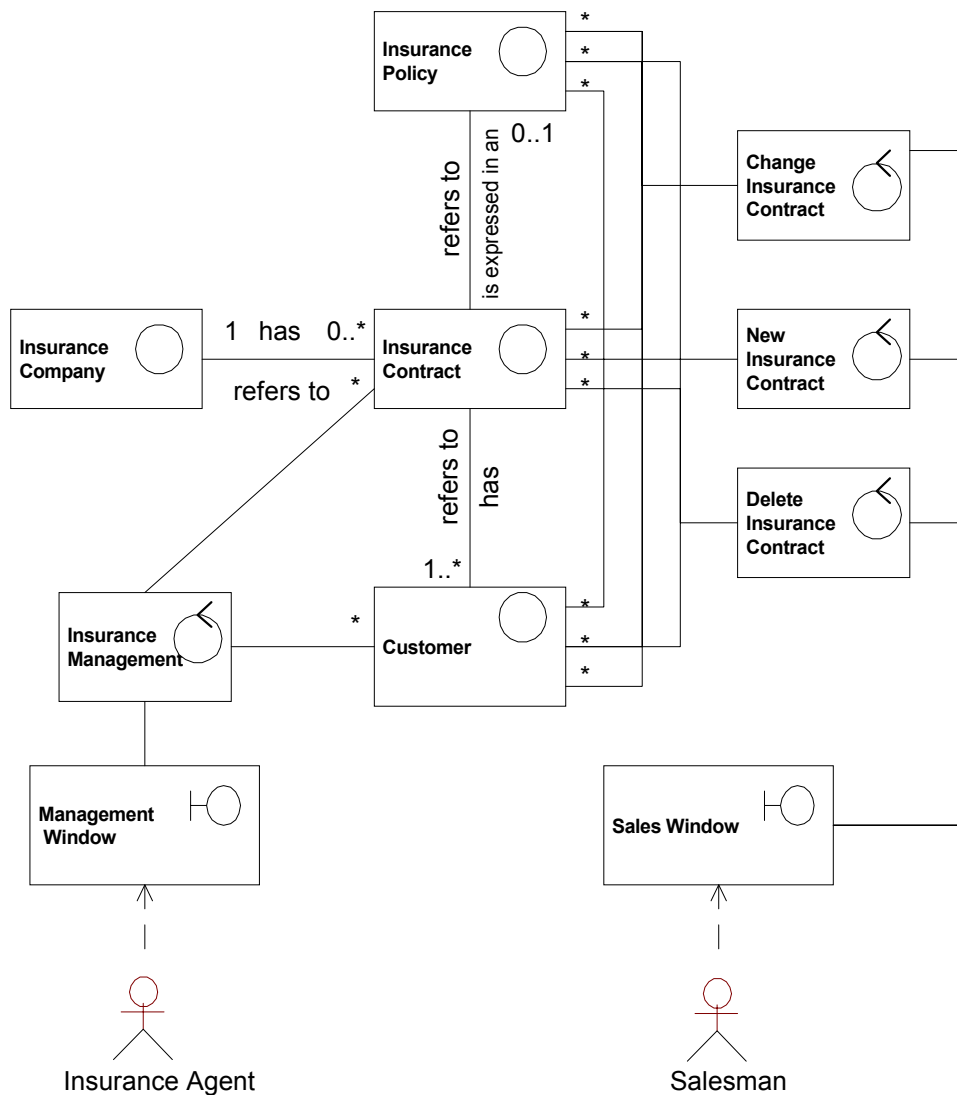 *
Insurance
Policy
*
*
0..1
refers to
is expressed in an
Change
Insurance
Contract
1 has 0..*
Insurance
Company
refers to *
Insurance
Contract
*
*
*
New
Insurance
Contract
refers to
has
1..*
Delete
Insurance
Contract
Insurance
Management
*
Customer
*
*
*
Management
Window
Sales Window
Insurance Agent
Salesman